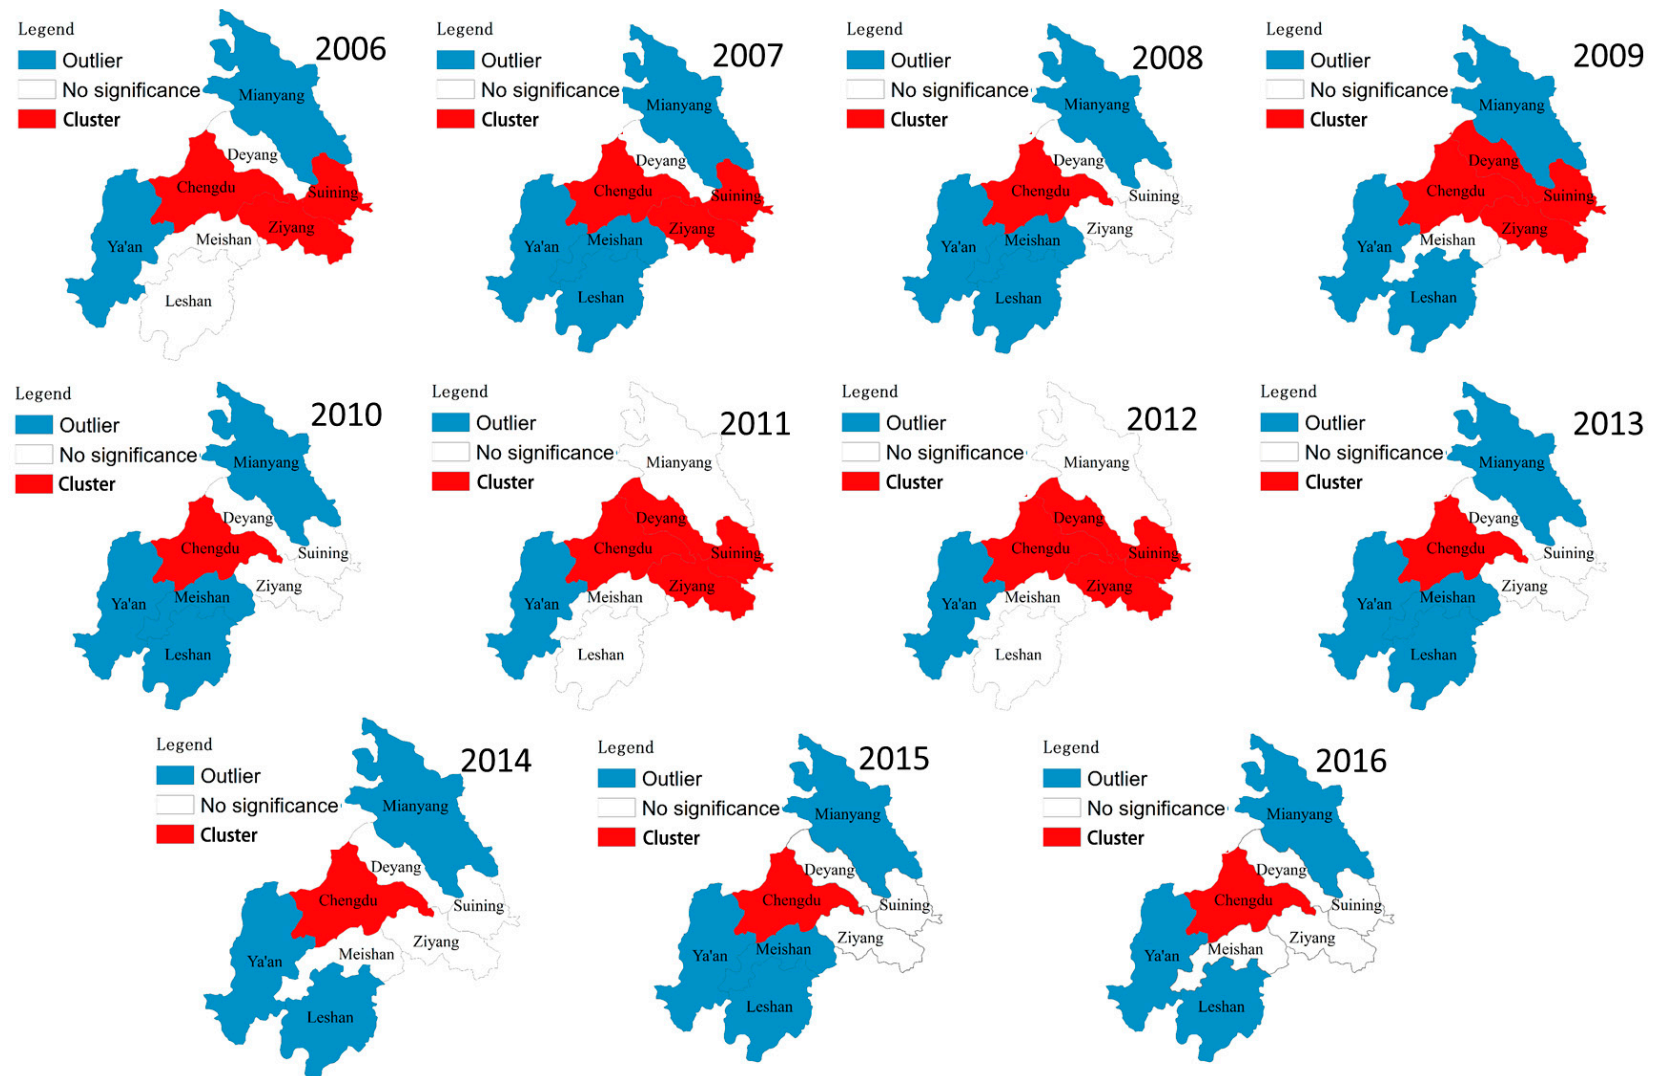 Legend
2006
Outlier
No significance
Cluster
Mianyang
Deyang
Chengdu
Suining
Ziyang
Meishan
Ya'an
Leshan
Legend
2007
Outlier
No significance
Cluster
Mianyang
Deyang
Chengdu
Suining
Ziyang
Meishan
Ya'an
Leshan
Legend
2008
Outlier
No significance
Cluster
Mianyang
Deyang
Chengdu
Suining
Ziyang
Meishan
Ya'an
Leshan
Legend
2009
Outlier
No significance
Cluster
Mianyang
Deyang
Chengdu
Suining
Ziyang
Meishan
Ya'an
Leshan
Legend
2010
Outlier
No significance
Cluster
Mianyang
Deyang
Chengdu
Suining
Ziyang
Meishan
Ya'an
Leshan
Legend
2011
Outlier
No significance
Cluster
Mianyang
Deyang
Chengdu
Suining
Ziyang
Meishan
Ya'an
Leshan
Legend
2012
Outlier
No significance
Cluster
Mianyang
Deyang
Chengdu
Suining
Ziyang
Meishan
Ya'an
Leshan
Legend
2013
Outlier
No significance
Cluster
Mianyang
Deyang
Chengdu
Suining
Ziyang
Meishan
Ya'an
Leshan
Legend
2014
Outlier
No significance
Cluster
Mianyang
Deyang
Chengdu
Suining
Ziyang
Meishan
Ya'an
Leshan
Legend
2015
Outlier
No significance
Cluster
Mianyang
Deyang
Chengdu
Suining
Ziyang
Meishan
Ya'an
Leshan
Legend
2016
Outlier
No significance
Cluster
Mianyang
Deyang
Chengdu
Suining
Ziyang
Meishan
Ya'an
Leshan